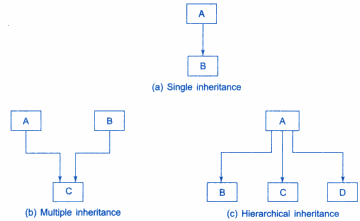 A
B
(a) Single inheritance
A B
C
(b) Multiple inheritance
A
B C D
(c) Hierarchical inheritance